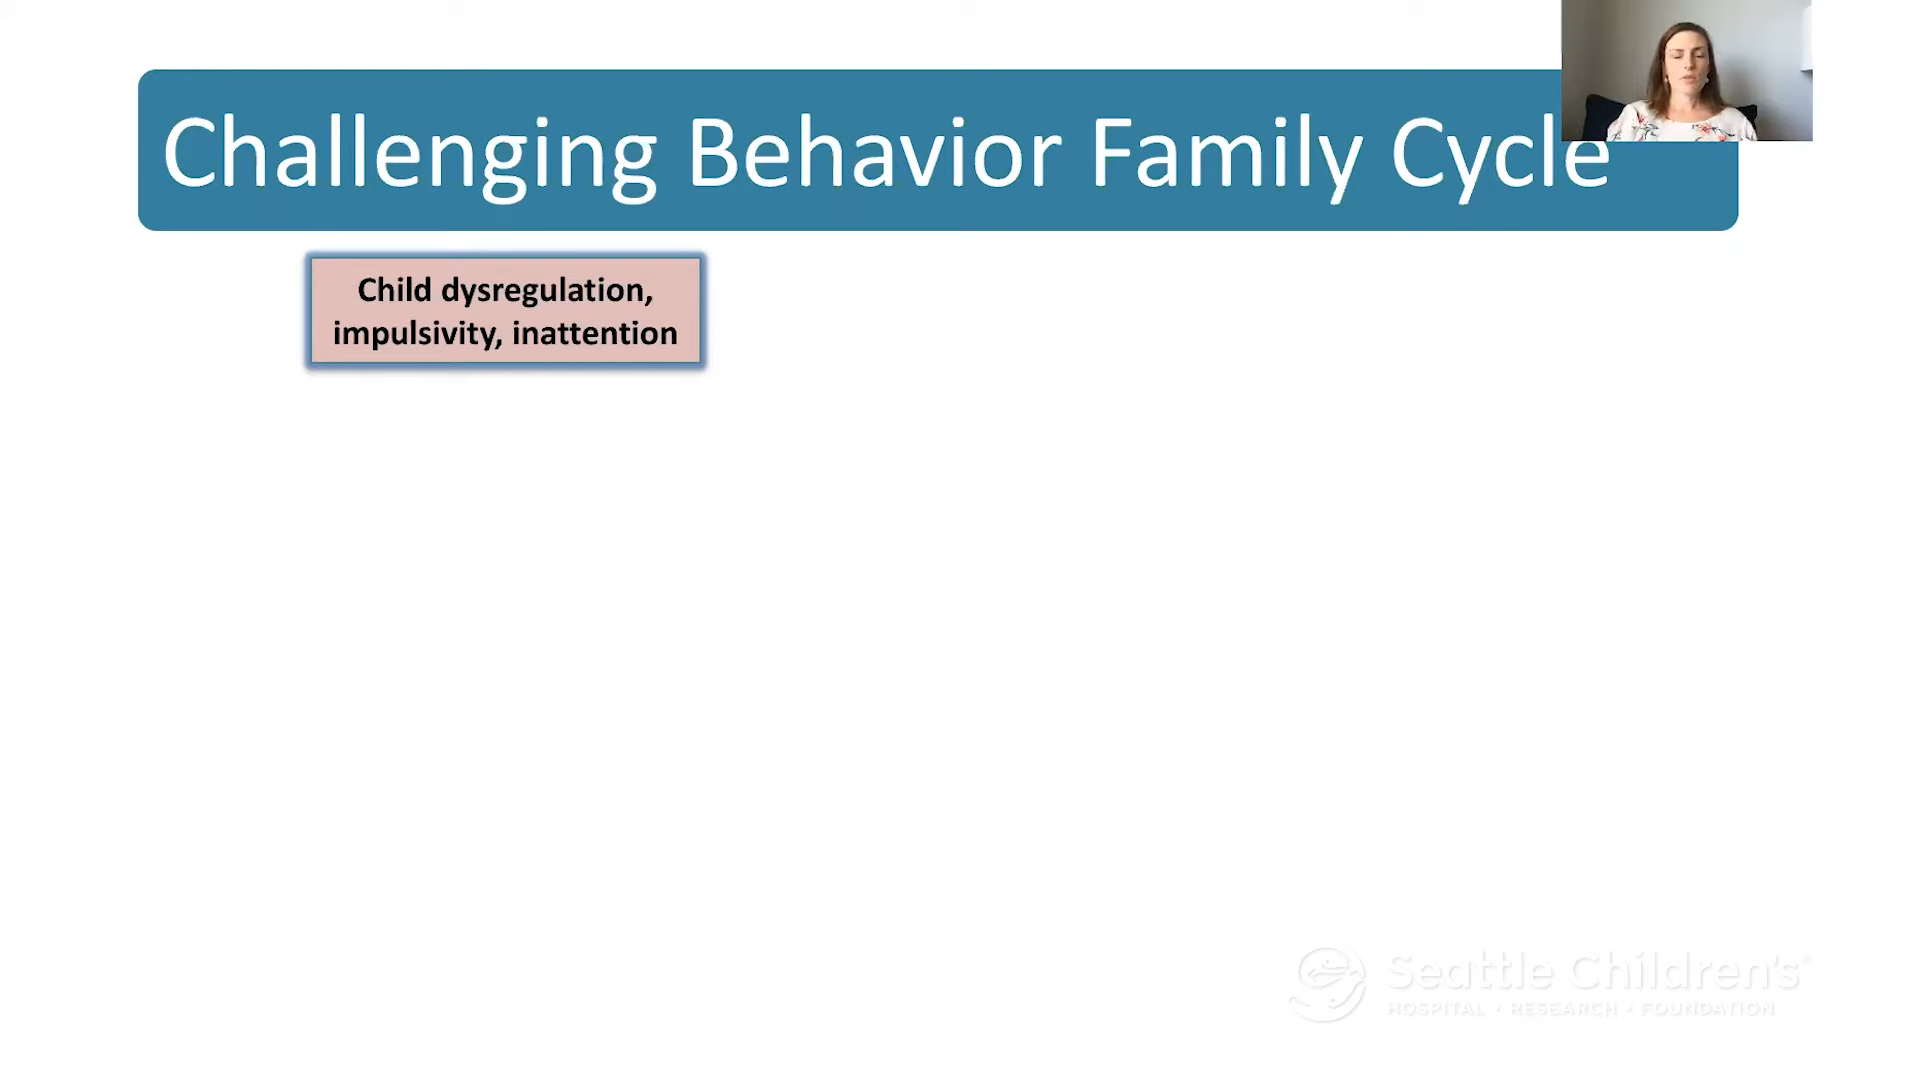 Challenging Behavior Family Cycle
Child dysregulation,
impulsivity, inattention
Seattle Children's®
HOSPITAL • RESEARCH • FOUNDATION